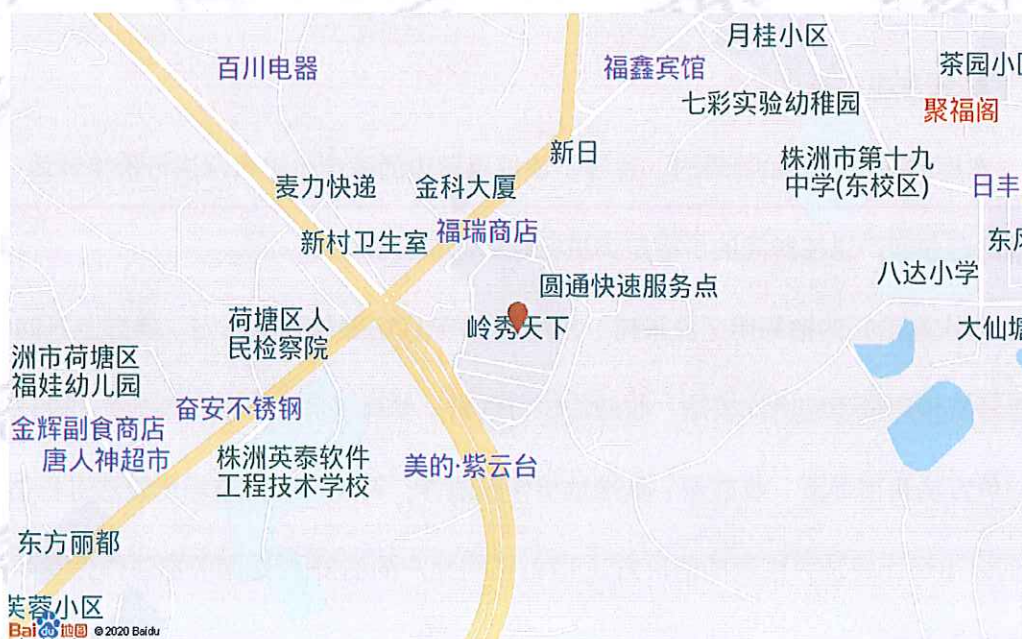 月桂小区
百川电器
福鑫宾馆
茶园小区
七彩实验幼稚园
聚福阁
新日
株洲市第十九
中学(东校区)
麦力快递
金科大厦
日丰
福瑞商店
新村卫生室
东风
八达小学
圆通快速服务点
荷塘区人
民检察院
岭秀天下
大仙塘
洲市荷塘区
福娃幼儿园
奋安不锈钢
金辉副食商店
唐人神超市
株洲英泰软件
工程技术学校
美的·紫云台
东方丽都
芙蓉小区
Bai du 地图 © 2020 Baidu